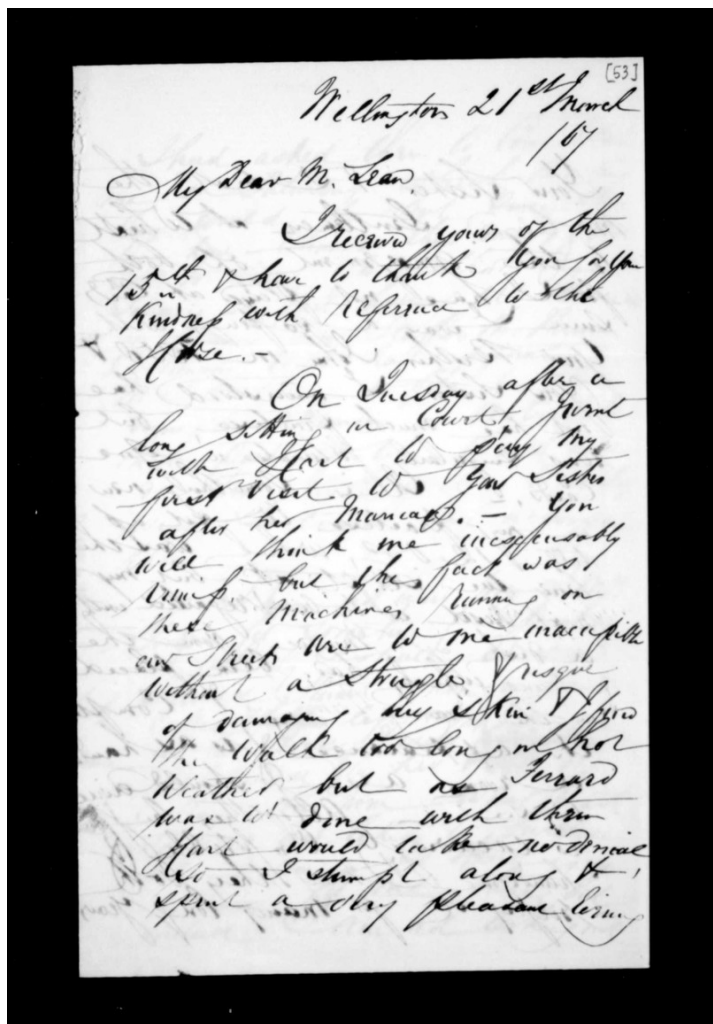 [53]
Wellington 21st March
/67
My Dear McLean,
I received yours of the
15th & have to thank you for your
kindness with reference to the
House. —
On Tuesday after a
long sitting in Court I went
with Hart to pay my
first visit to your Sister
after her marriage. — You
will think me inexcusably
remiss, but the fact was
these machines running on
our Streets are to me inaccessible
without a struggle & risque
of damaging my skin & I find
the walk too long in hot
weather but as Ferrard
was to dine with them
Hart would take no denial
so I stumpt along &
spent a very pleasant Evening